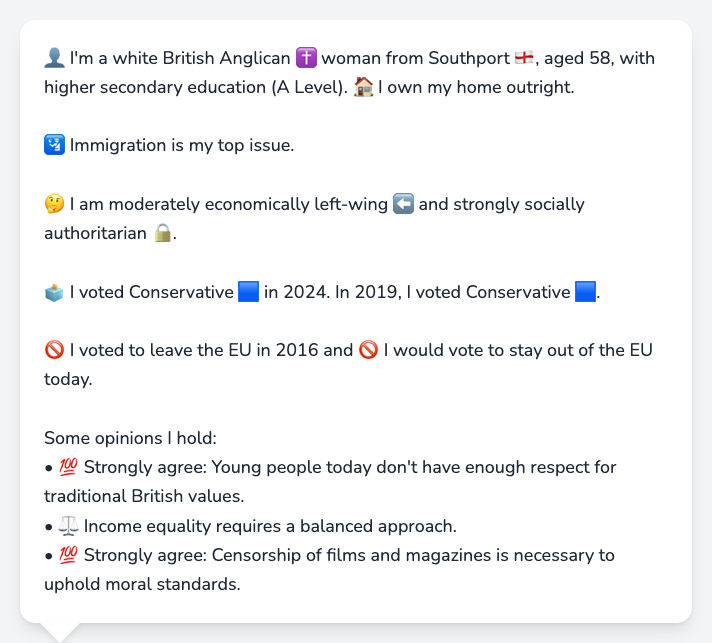 👤 I'm a white British Anglican ✝️ woman from Southport 🏴󠁧󠁢󠁥󠁮󠁧󠁿, aged 58, with
higher secondary education (A Level). 🏠 I own my home outright.
🛂 Immigration is my top issue.
🤔 I am moderately economically left-wing ⬅️ and strongly socially
authoritarian 🔒.
🗳️ I voted Conservative 🟦 in 2024. In 2019, I voted Conservative 🟦.
🚫 I voted to leave the EU in 2016 and 🚫 I would vote to stay out of the EU
today.
Some opinions I hold:
• 💯 Strongly agree: Young people today don't have enough respect for
traditional British values.
• ⚖️ Income equality requires a balanced approach.
• 💯 Strongly agree: Censorship of films and magazines is necessary to
uphold moral standards.